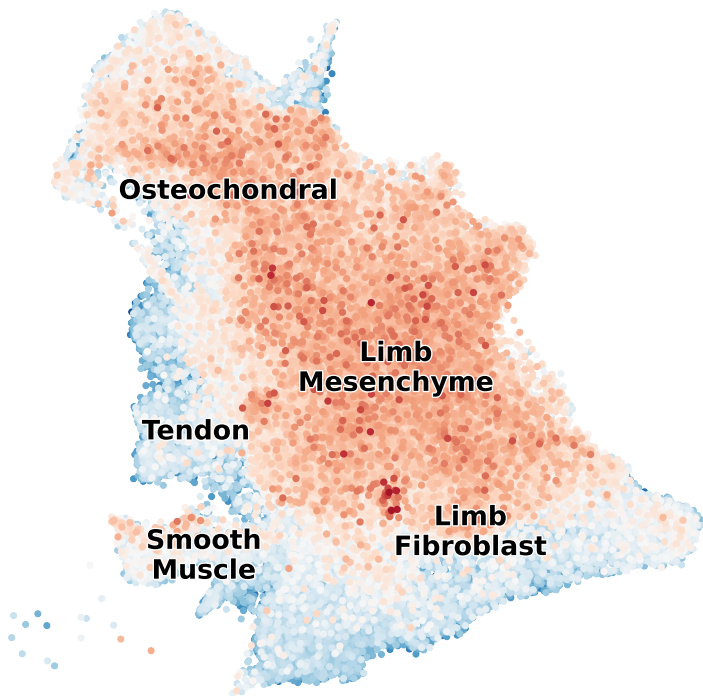 Osteochondral
Limb
Mesenchyme
Tendon
Limb
Fibroblast
Smooth
Muscle